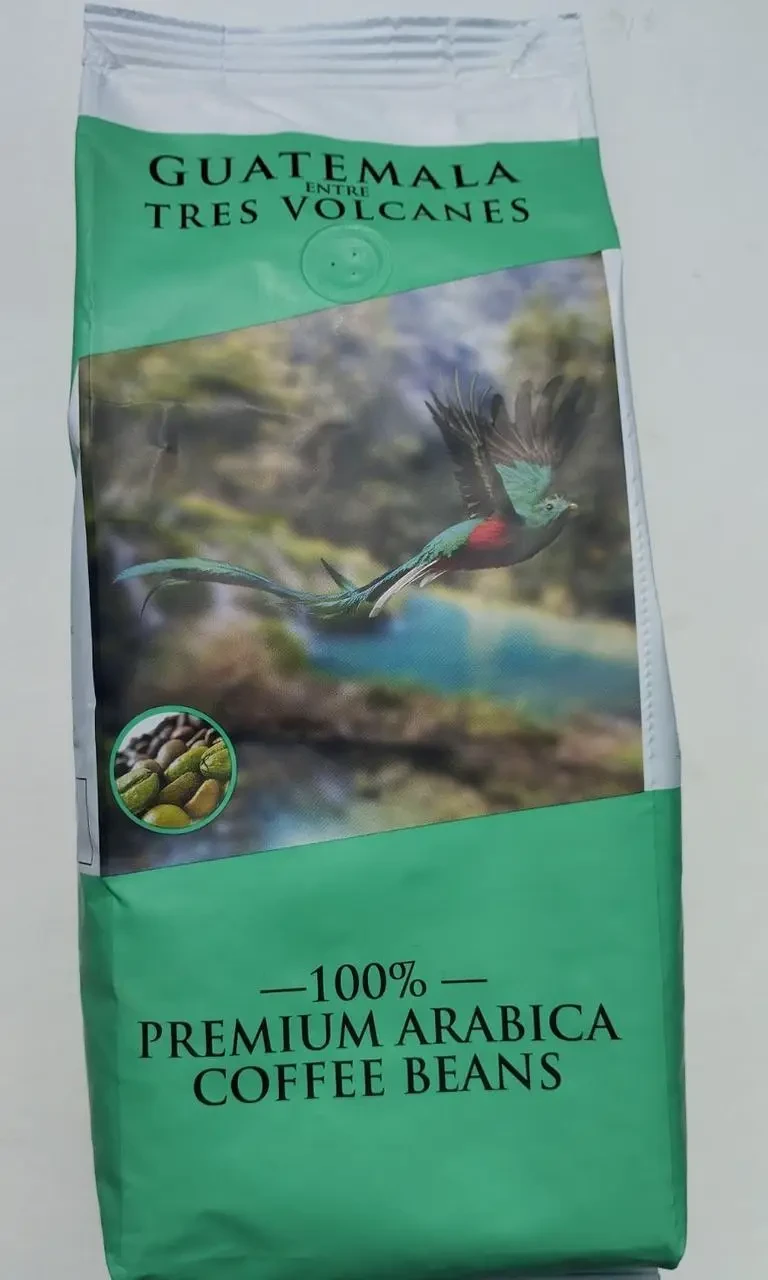 GUATEMALA
ENTRE
TRES VOLCANES
—100% —
PREMIUM ARABICA
COFFEE BEANS